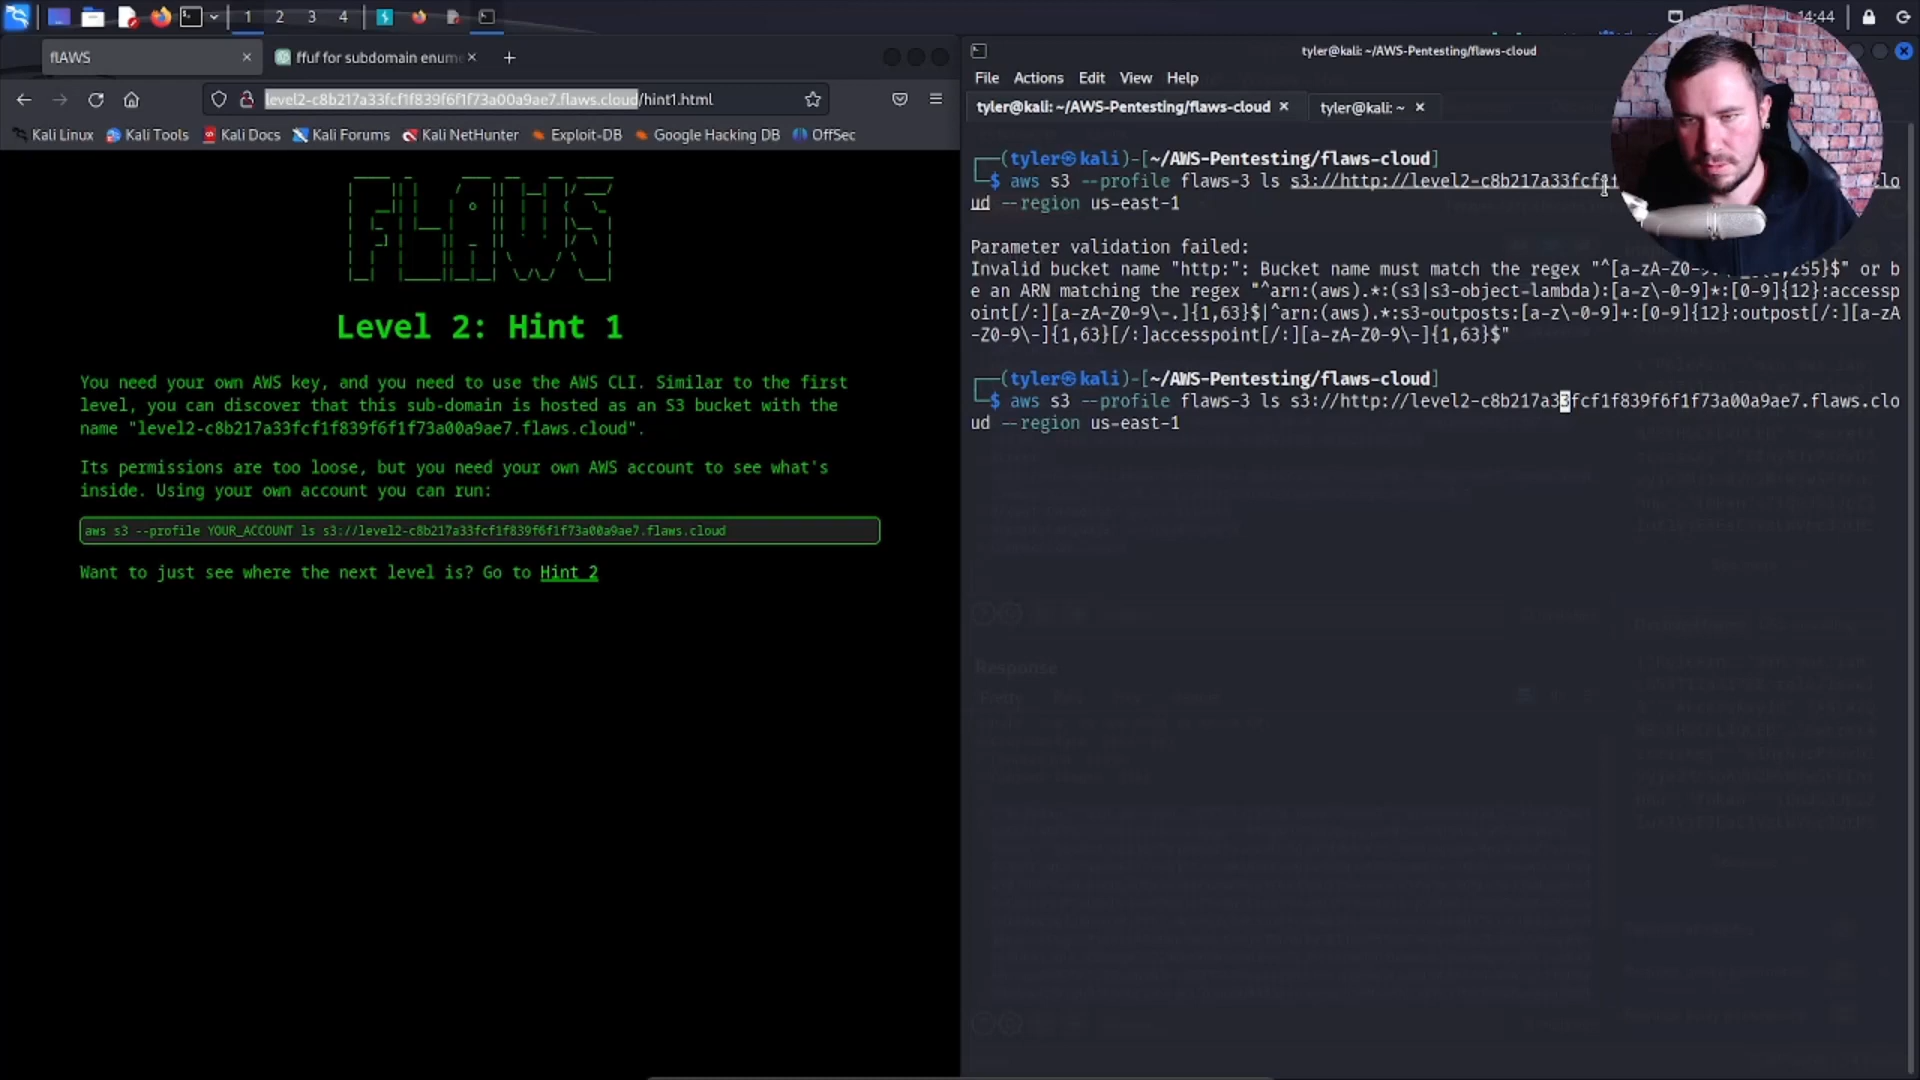 1 2 3 4 14:44
flAWS
ffuf for subdomain enume
level2-c8b217a33fcf1f839f6f1f73a00a9ae7.flaws.cloud/hint1.html
Kali Linux Kali Tools Kali Docs Kali Forums Kali NetHunter Exploit-DB Google Hacking DB OffSec
FLAWS
Level 2: Hint 1
You need your own AWS key, and you need to use the AWS CLI. Similar to the first
level, you can discover that this sub-domain is hosted as an S3 bucket with the
name "level2-c8b217a33fcf1f839f6f1f73a00a9ae7.flaws.cloud".
Its permissions are too loose, but you need your own AWS account to see what's
inside. Using your own account you can run:
aws s3 --profile YOUR_ACCOUNT ls s3://level2-c8b217a33fcf1f839f6f1f73a00a9ae7.flaws.cloud
Want to just see where the next level is? Go to Hint 2
tyler@kali: ~/AWS-Pentesting/flaws-cloud
File Actions Edit View Help
tyler@kali: ~/AWS-Pentesting/flaws-cloud tyler@kali: ~
┌──(tyler㉿kali)-[~/AWS-Pentesting/flaws-cloud]
└─$ aws s3 --profile flaws-3 ls s3://http://level2-c8b217a33fcf1f clo
ud --region us-east-1
Parameter validation failed:
Invalid bucket name "http:": Bucket name must match the regex "^[a-zA-Z0-9. ,255}$" or b
e an ARN matching the regex "^arn:(aws).*:(s3|s3-object-lambda):[a-z\-0-9]*:[0-9]{12}:accessp
oint[/:][a-zA-Z0-9\-.]{1,63}$|^arn:(aws).*:s3-outposts:[a-z\-0-9]+:[0-9]{12}:outpost[/:][a-zA
-Z0-9\-]{1,63}[/:]accesspoint[/:][a-zA-Z0-9\-]{1,63}$"
┌──(tyler㉿kali)-[~/AWS-Pentesting/flaws-cloud]
└─$ aws s3 --profile flaws-3 ls s3://http://level2-c8b217a33fcf1f839f6f1f73a00a9ae7.flaws.clo
ud --region us-east-1
Response